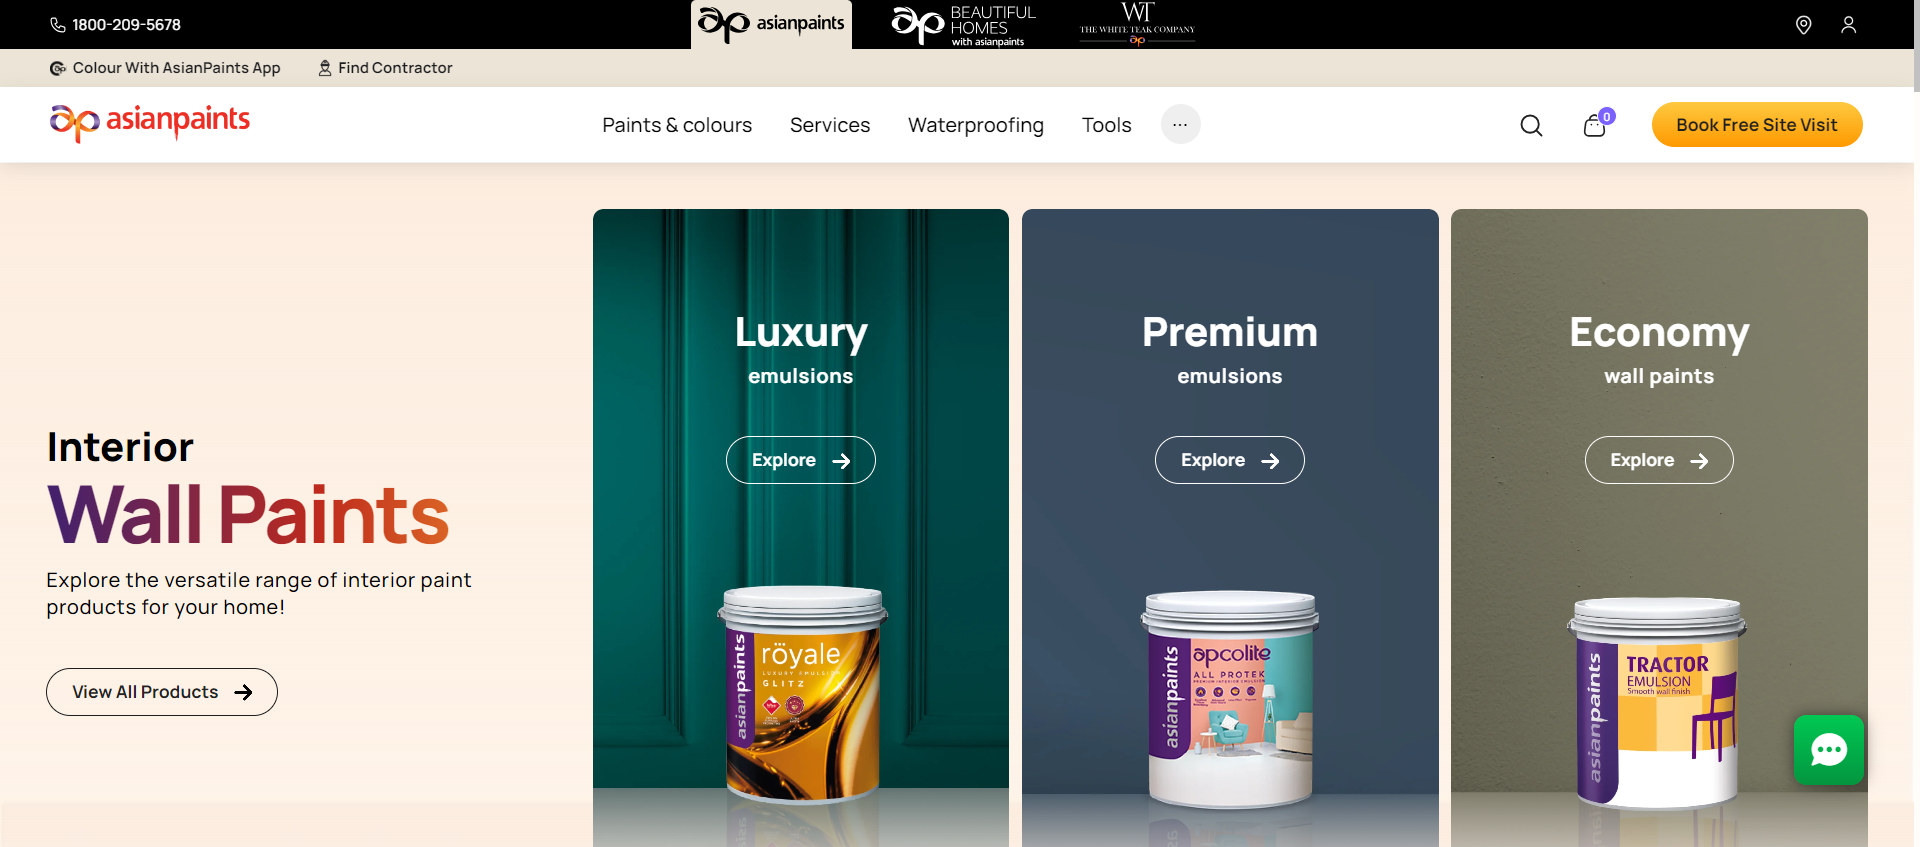 1800-209-5678
asianpaints
BEAUTIFUL
HOMES
with asianpaints
WT
THE WHITE TEAK COMPANY
Colour With AsianPaints App
Find Contractor
asianpaints
Paints & colours
Services
Waterproofing
Tools
...
0
Book Free Site Visit
Interior
Wall Paints
Explore the versatile range of interior paint
products for your home!
View All Products
Luxury
emulsions
Explore
asianpaints
röyale
LUXURY EMULSION
GLITZ
Premium
emulsions
Explore
asianpaints
apcolite
ALL PROTEK
PREMIUM INTERIOR EMULSION
Economy
wall paints
Explore
asianpaints
TRACTOR
EMULSION
Smooth wall finish